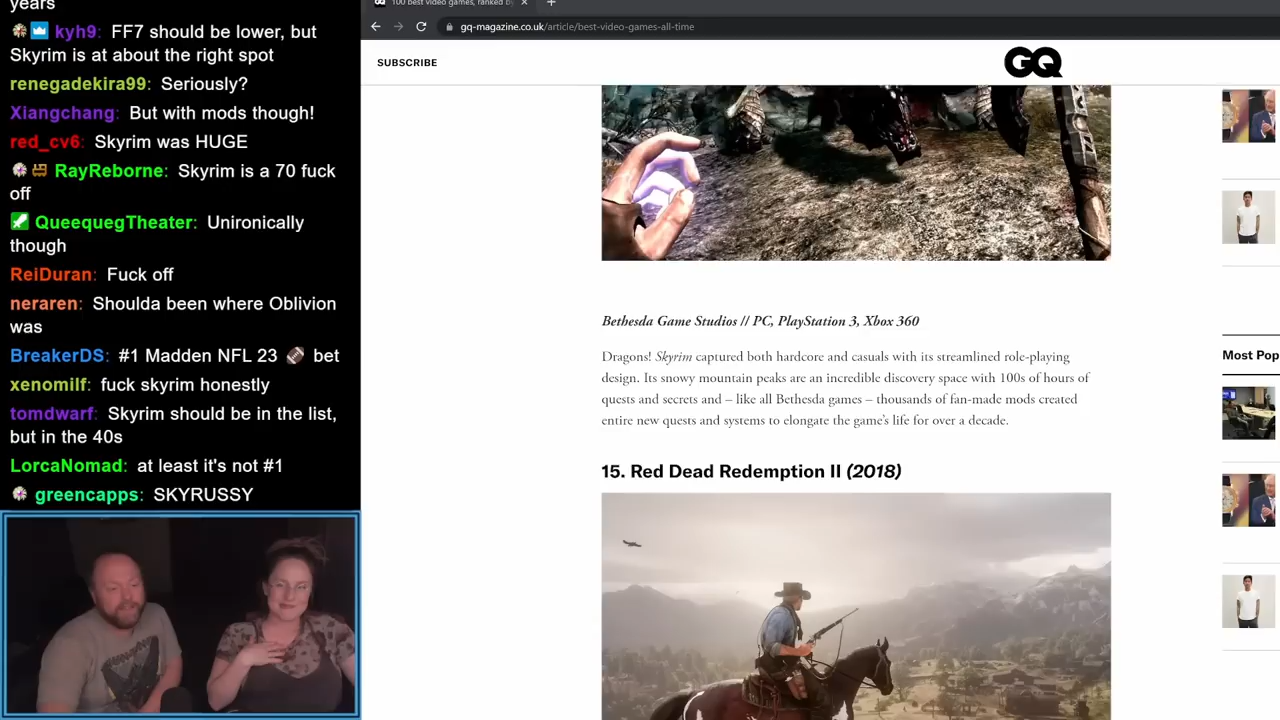 years
kyh9: FF7 should be lower, but
Skyrim is at about the right spot
renegadekira99: Seriously?
Xiangchang: But with mods though!
red_cv6: Skyrim was HUGE
RayReborne: Skyrim is a 70 fuck
off
QueequegTheater: Unironically
though
ReiDuran: Fuck off
neraren: Shoulda been where Oblivion
was
BreakerDS: #1 Madden NFL 23 🏈 bet
xenomilf: fuck skyrim honestly
tomdwarf: Skyrim should be in the list,
but in the 40s
LorcaNomad: at least it's not #1
greencapps: SKYRUSSY
100 best video games, ranked by
gq-magazine.co.uk/article/best-video-games-all-time
SUBSCRIBE
GQ
Bethesda Game Studios // PC, PlayStation 3, Xbox 360
Dragons! Skyrim captured both hardcore and casuals with its streamlined role-playing
design. Its snowy mountain peaks are an incredible discovery space with 100s of hours of
quests and secrets and – like all Bethesda games – thousands of fan-made mods created
entire new quests and systems to elongate the game's life for over a decade.
15. Red Dead Redemption II (2018)
Most Pop